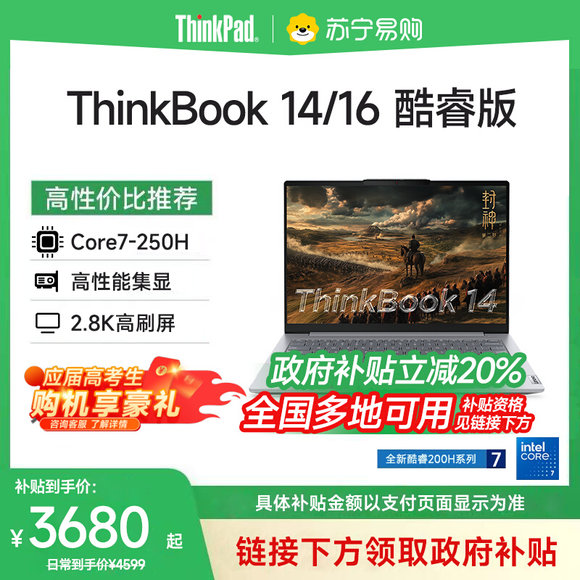 ThinkPad®
苏宁易购
ThinkBook 14/16 酷睿版
高性价比推荐
Core7-250H
高性能集显
2.8K高刷屏
封神
ThinkBook 14
应届高考生
购机享豪礼
咨询客服 了解详情
政府补贴立减20%
全国多地可用
补贴资格
见链接下方
全新酷睿200H系列 7
intel
CORE
7
补贴到手价:
¥3680 起
日常到手价¥4599
具体补贴金额以支付页面显示为准
链接下方领取政府补贴